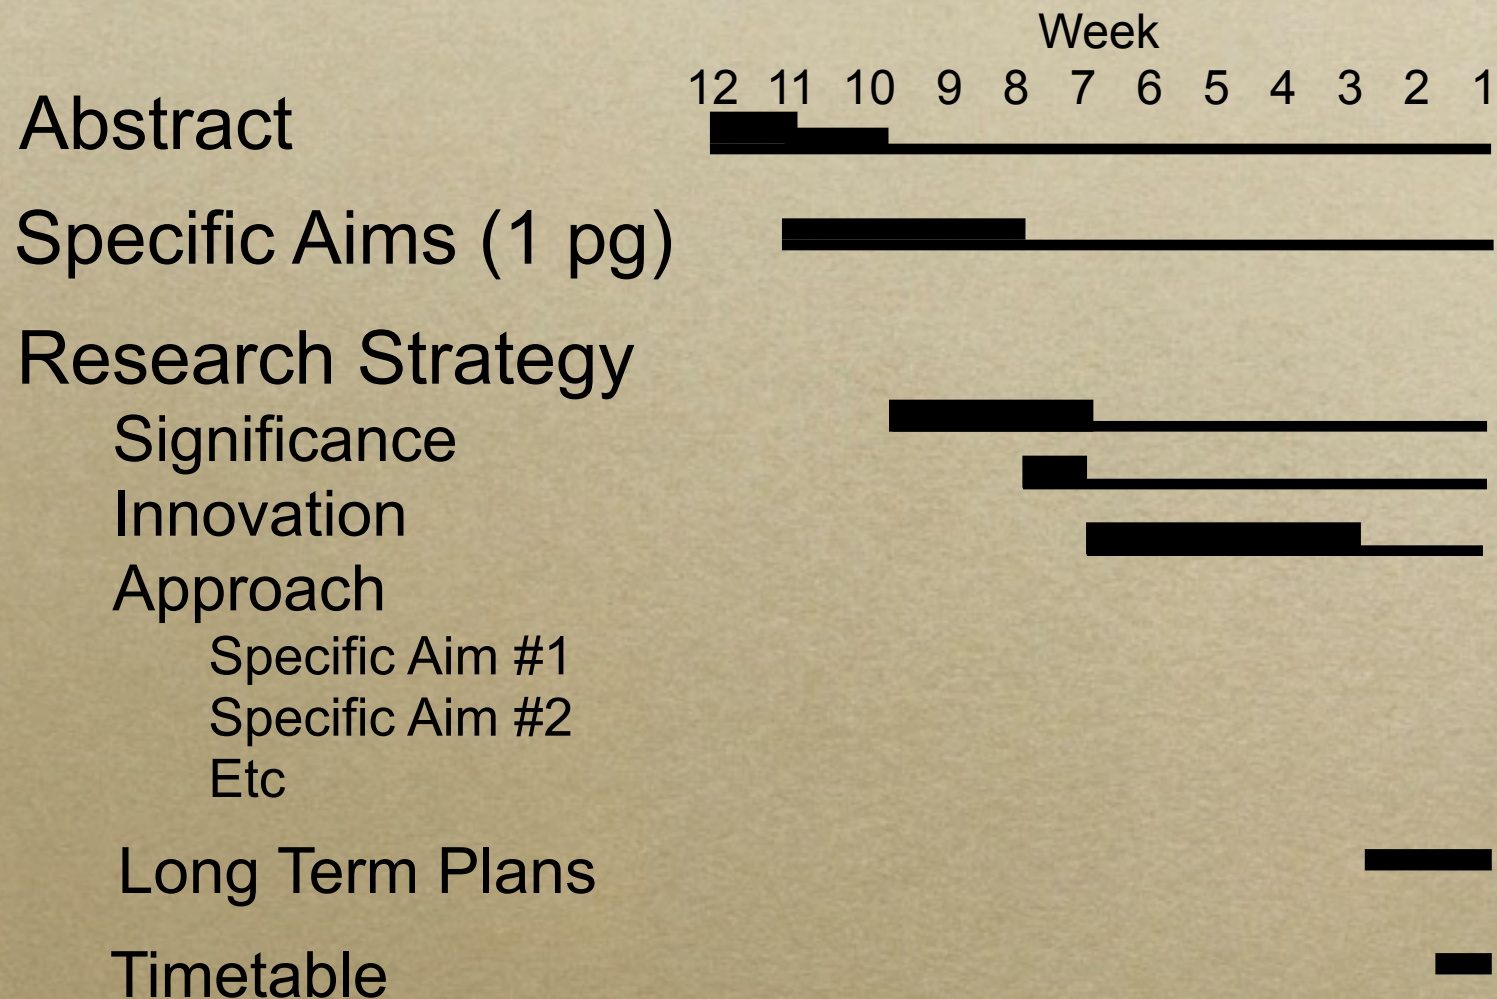 Week
12 11 10 9 8 7 6 5 4 3 2 1
Abstract
Specific Aims (1 pg)
Research Strategy
Significance
Innovation
Approach
Specific Aim #1
Specific Aim #2
Etc
Long Term Plans
Timetable